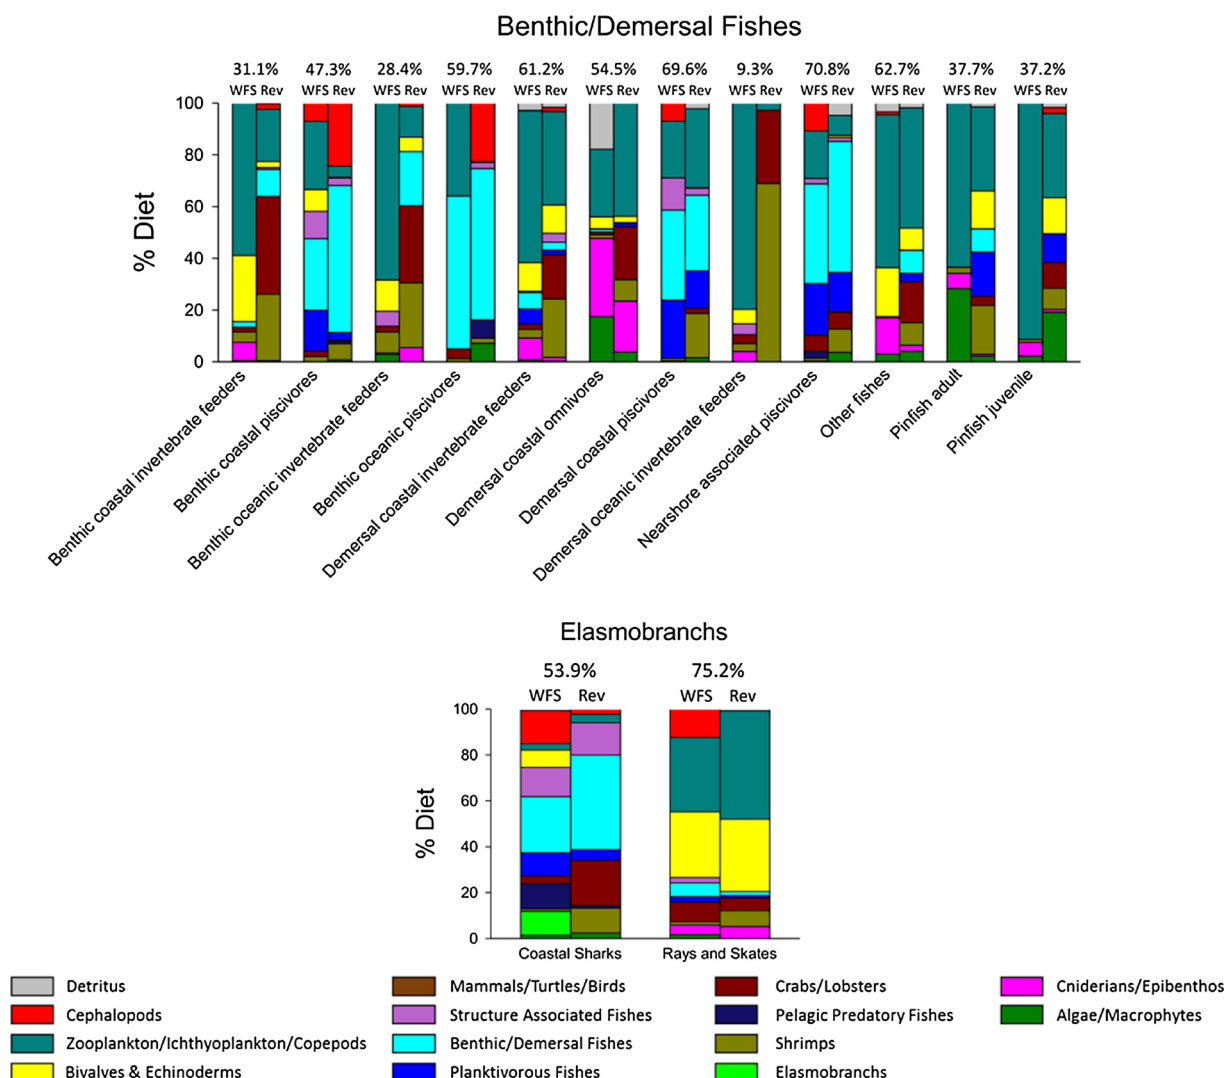 Benthic/Demersal Fishes
31.1% 47.3% 28.4% 59.7% 61.2% 54.5% 69.6% 9.3% 70.8% 62.7% 37.7% 37.2%
WFS Rev WFS Rev WFS Rev WFS Rev WFS Rev WFS Rev WFS Rev WFS Rev WFS Rev WFS Rev WFS Rev WFS Rev
100
80
60
40
20
0
% Diet
Benthic coastal invertebrate feeders
Benthic coastal piscivores
Benthic oceanic invertebrate feeders
Benthic oceanic piscivores
Demersal coastal invertebrate feeders
Demersal coastal omnivores
Demersal coastal piscivores
Demersal oceanic invertebrate feeders
Nearshore associated piscivores
Other fishes
Pinfish adult
Pinfish juvenile
Elasmobranchs
53.9% 75.2%
WFS Rev WFS Rev
100
80
60
40
20
0
% Diet
Coastal Sharks Rays and Skates
Detritus Mammals/Turtles/Birds Crabs/Lobsters Cniderians/Epibenthos
Cephalopods Structure Associated Fishes Pelagic Predatory Fishes Algae/Macrophytes
Zooplankton/Ichthyoplankton/Copepods Benthic/Demersal Fishes Shrimps
Bivalves & Echinoderms Planktivorous Fishes Elasmobranchs